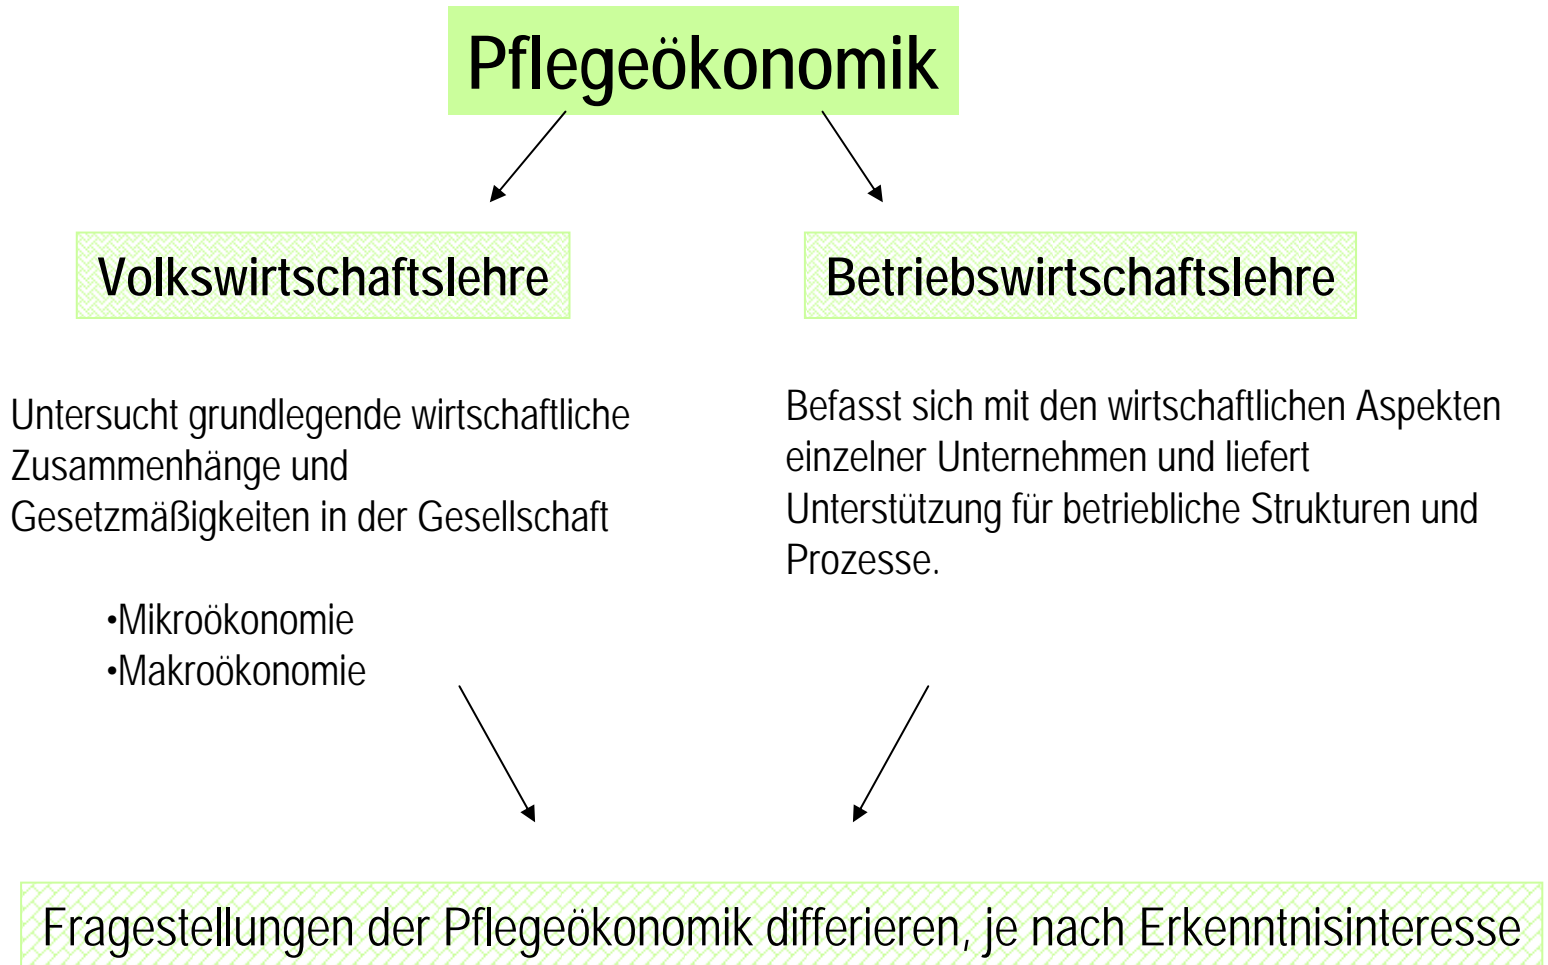 Pflegeökonomik
Volkswirtschaftslehre
Untersucht grundlegende wirtschaftliche
Zusammenhänge und
Gesetzmäßigkeiten in der Gesellschaft
•Mikroökonomie
•Makroökonomie
Betriebswirtschaftslehre
Befasst sich mit den wirtschaftlichen Aspekten
einzelner Unternehmen und liefert
Unterstützung für betriebliche Strukturen und
Prozesse.
Fragestellungen der Pflegeökonomik differieren, je nach Erkenntnisinteresse